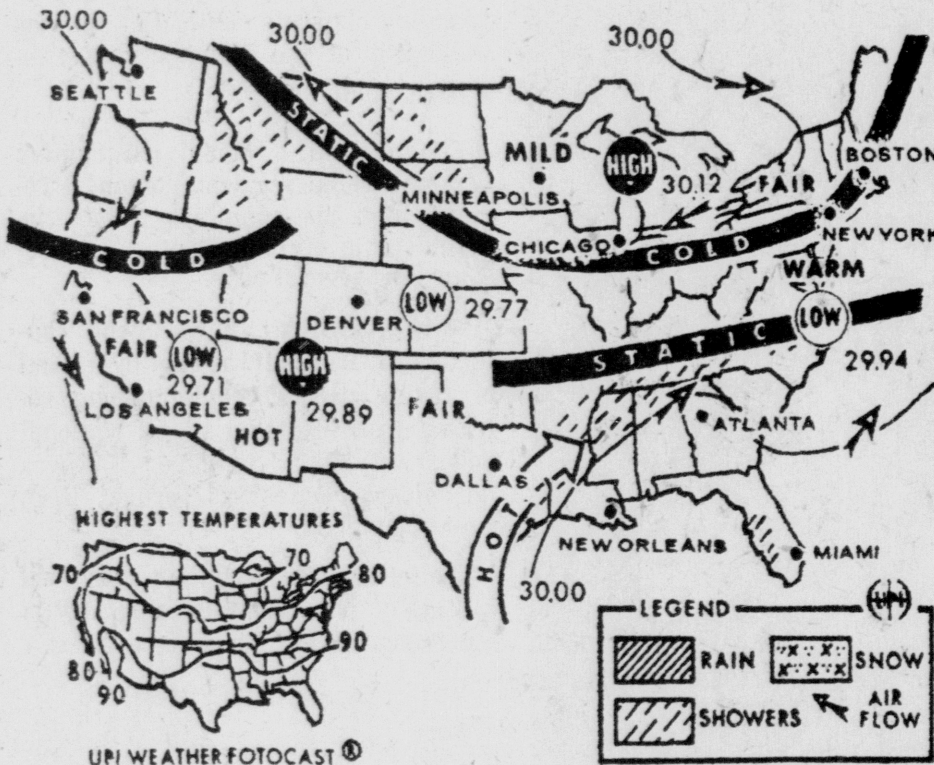 30.00 30.00 30.00
SEATTLE
STATIC
MILD
HIGH
30.12
BOSTON
FAIR
MINNEAPOLIS
NEW YORK
CHICAGO
COLD
COLD
WARM
SAN FRANCISCO
DENVER
LOW
29.77
LOW
STATIC
29.94
FAIR
LOW
29.71
HIGH
29.89
LOS ANGELES
HOT
FAIR
ATLANTA
DALLAS
HOT
NEW ORLEANS
MIAMI
30.00
HIGHEST TEMPERATURES
70 70 80
90
80
90
UPI WEATHER FOTOCAST ®
LEGEND
UPI
RAIN
SNOW
SHOWERS
AIR
FLOW